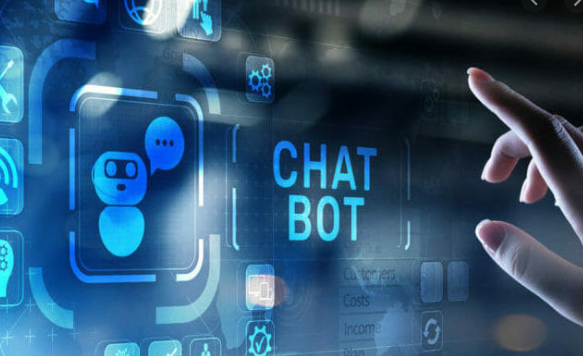 CHAT
BOT
Customers
Costs
Income